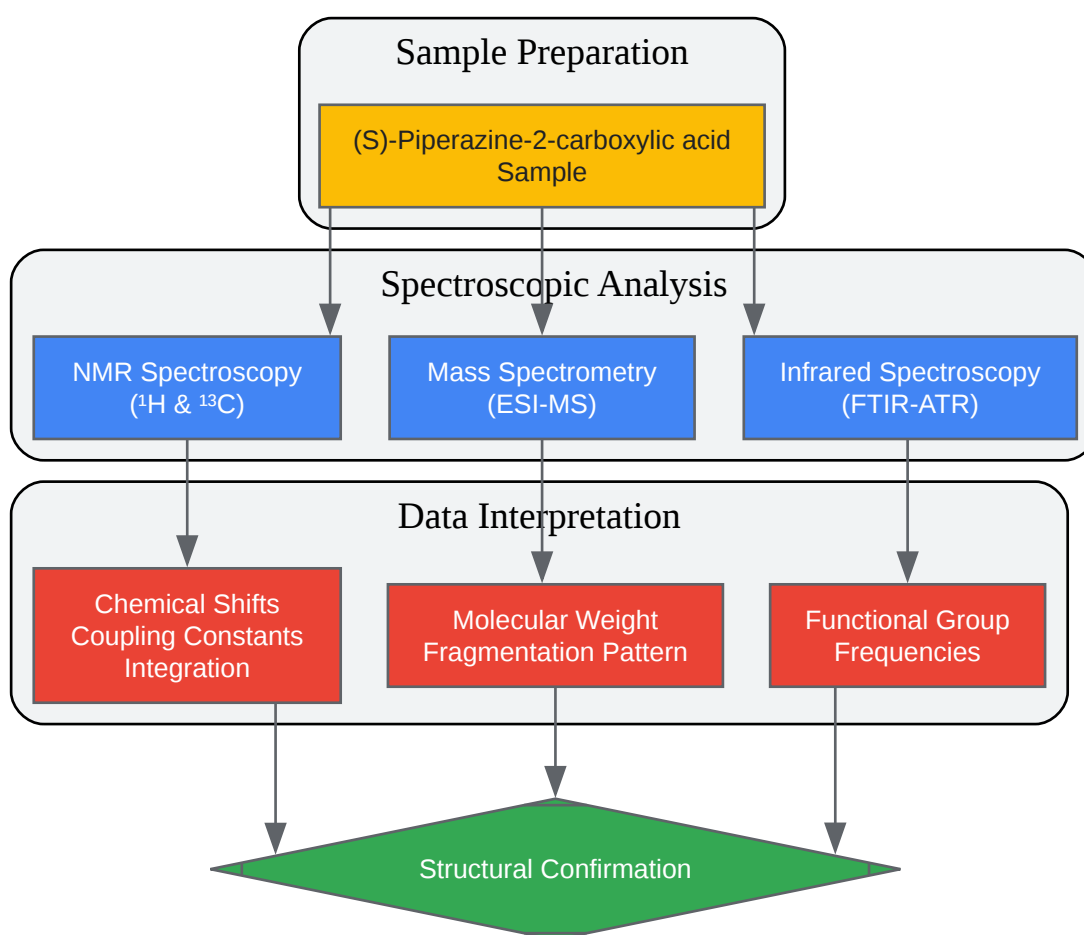 Sample Preparation
(S)-Piperazine-2-carboxylic acid
Sample
Spectroscopic Analysis
NMR Spectroscopy
(¹H & ¹³C)
Mass Spectrometry
(ESI-MS)
Infrared Spectroscopy
(FTIR-ATR)
Data Interpretation
Chemical Shifts
Coupling Constants
Integration
Molecular Weight
Fragmentation Pattern
Functional Group
Frequencies
Structural Confirmation